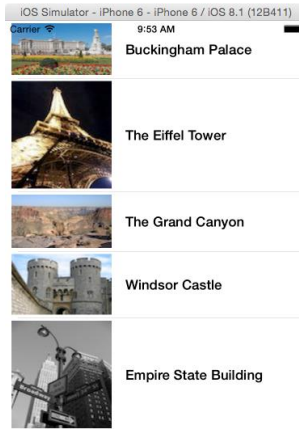 iOS Simulator - iPhone 6 - iPhone 6 / iOS 8.1 (12B411)
Carrier 9:53 AM
Buckingham Palace
The Eiffel Tower
The Grand Canyon
Windsor Castle
Empire State Building
Broadway